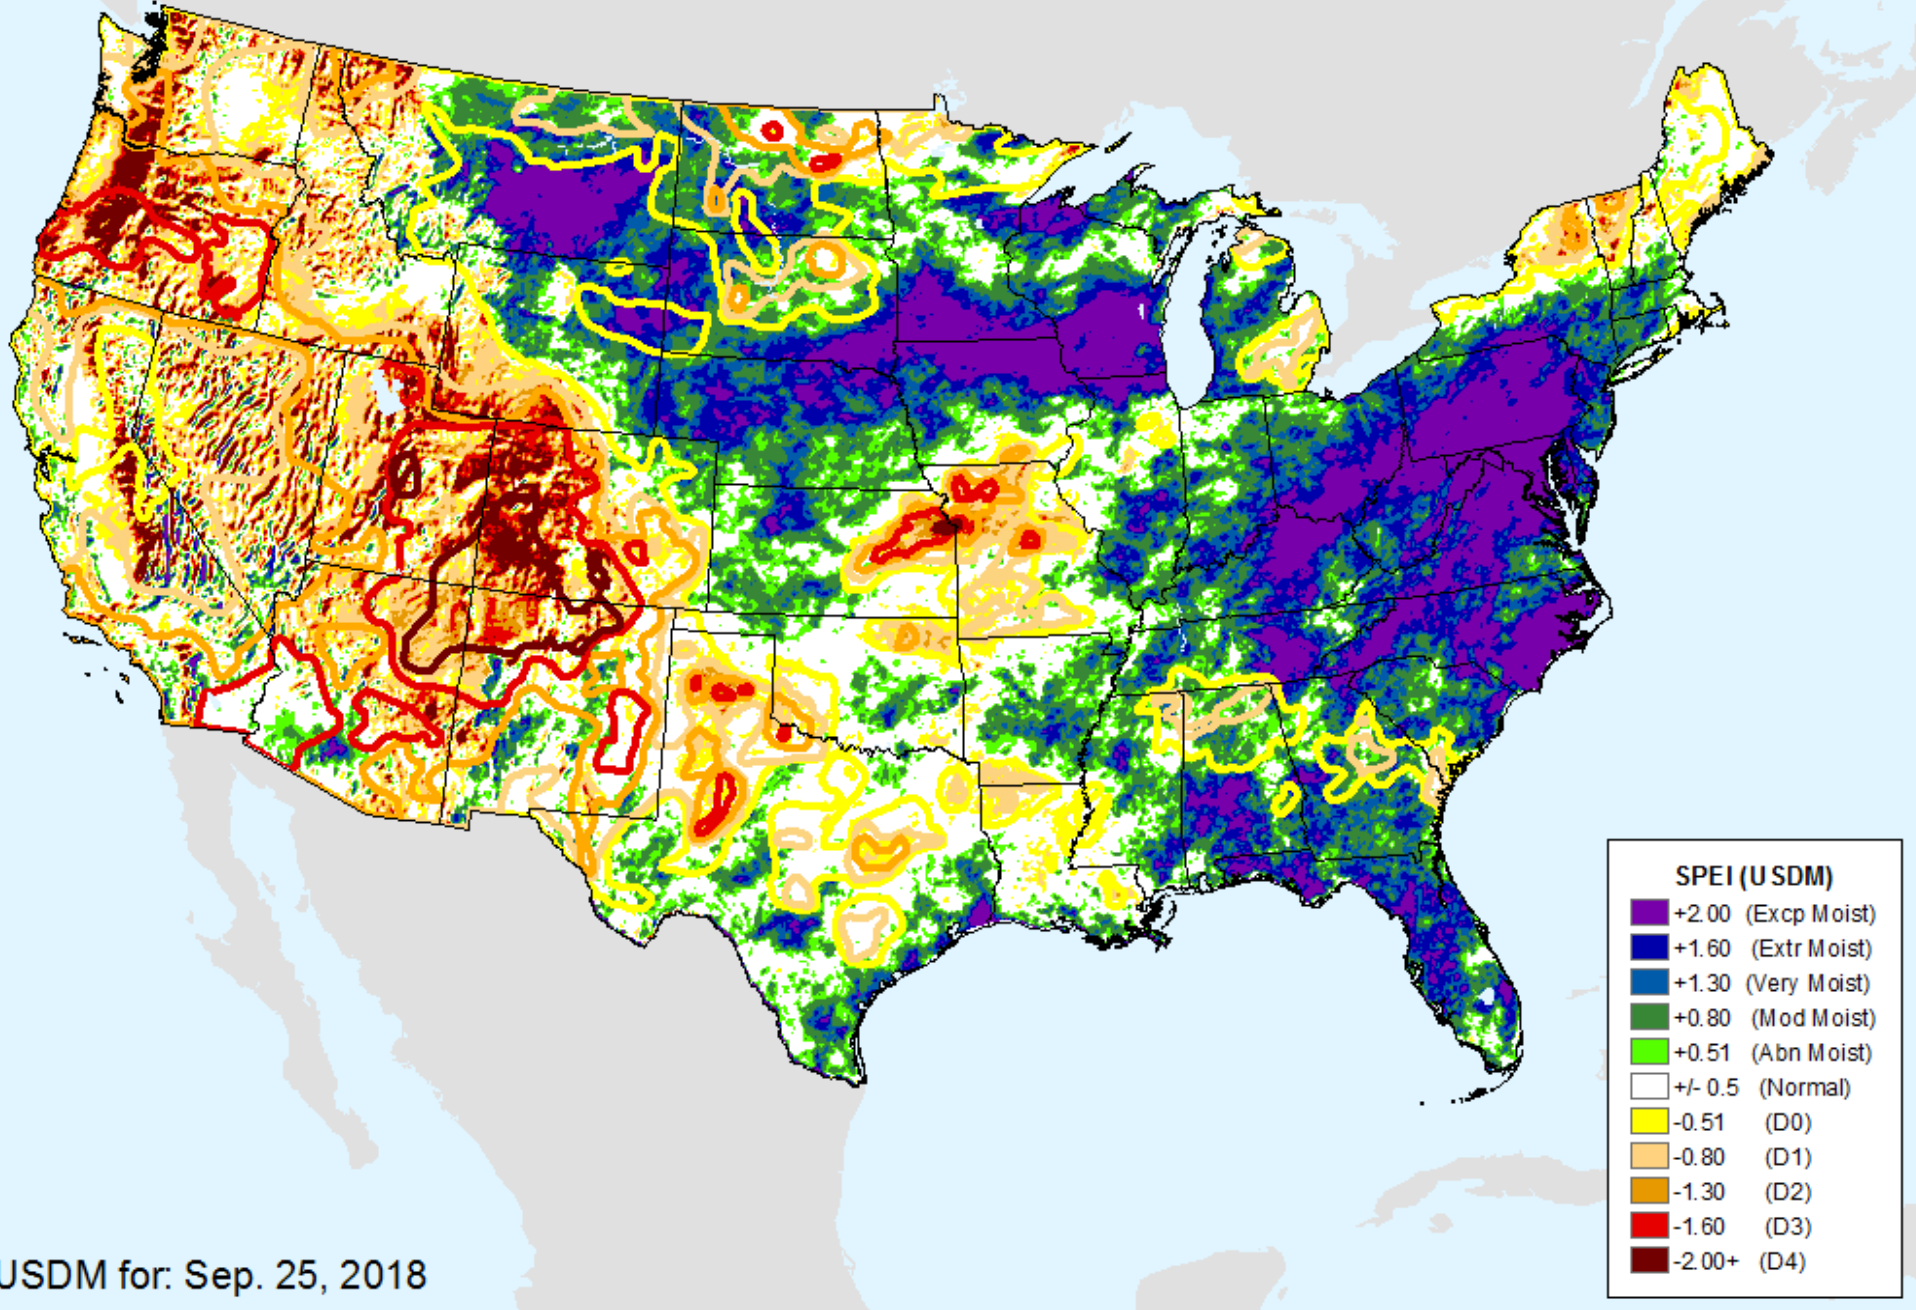 SPEI (USDM)
+2.00 (Excp Moist)
+1.60 (Extr Moist)
+1.30 (Very Moist)
+0.80 (Mod Moist)
+0.51 (Abn Moist)
+/- 0.5 (Normal)
-0.51 (D0)
-0.80 (D1)
-1.30 (D2)
-1.60 (D3)
-2.00+ (D4)
USDM for: Sep. 25, 2018